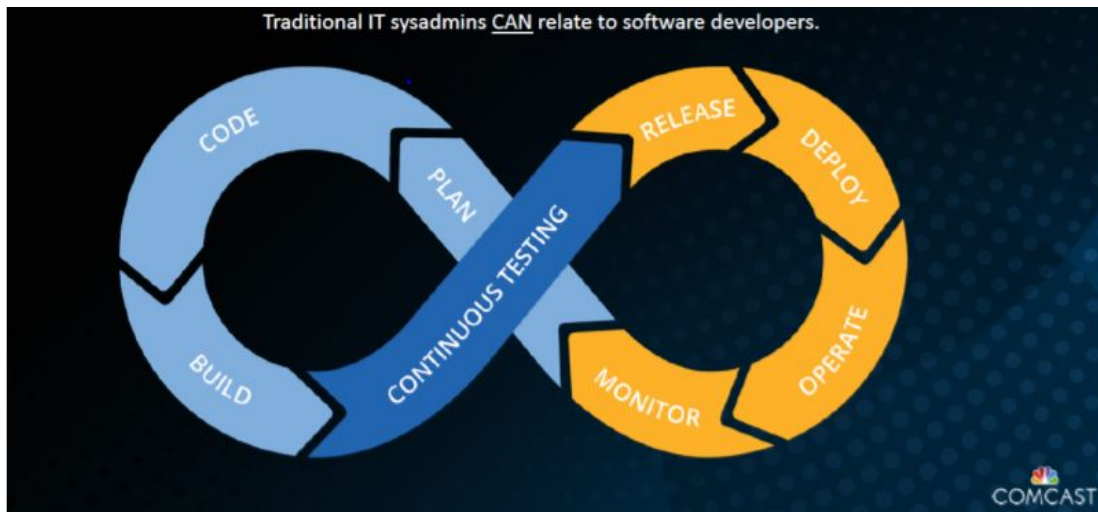 Traditional IT sysadmins CAN relate to software developers.
CODE
PLAN
RELEASE
DEPLOY
CONTINUOUS TESTING
BUILD
MONITOR
OPERATE
COMCAST